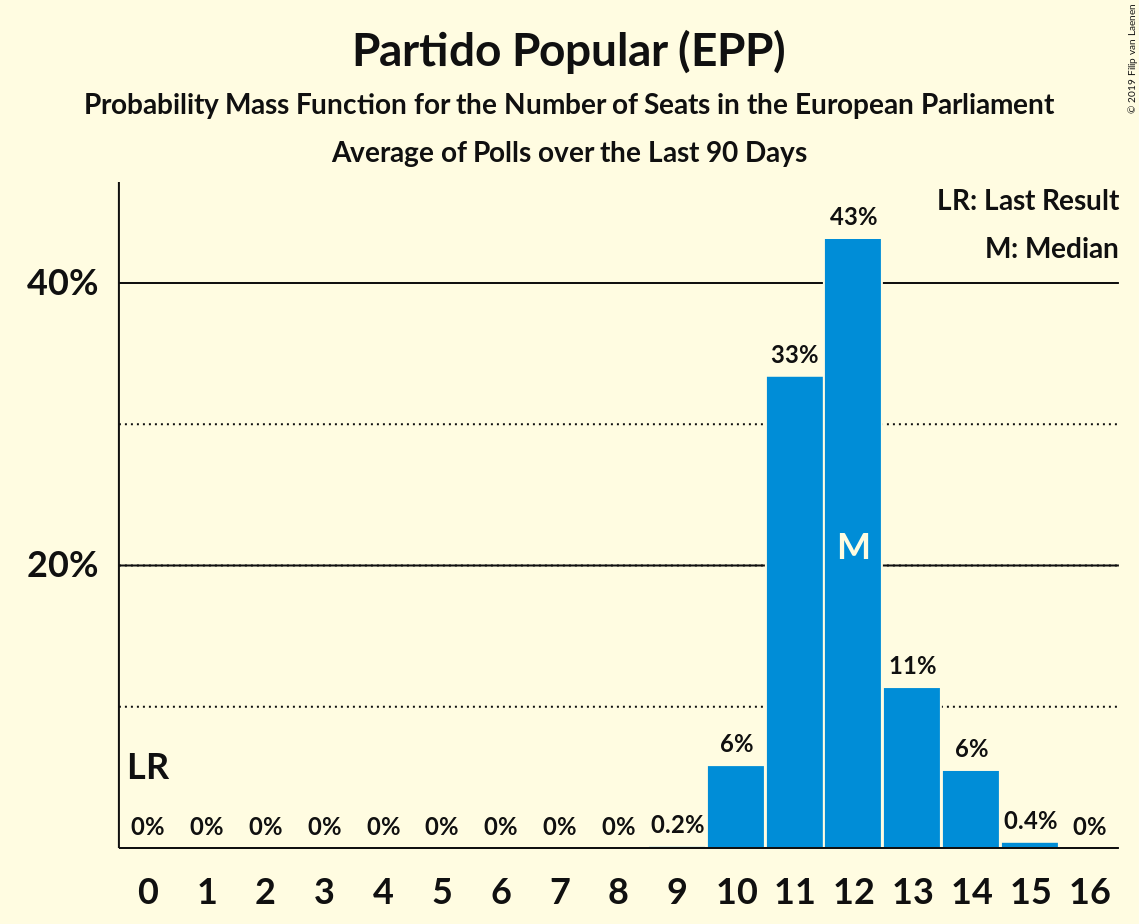 Partido Popular (EPP)
Probability Mass Function for the Number of Seats in the European Parliament
Average of Polls over the Last 90 Days
© 2019 Filip van Laenen
LR: Last Result
M: Median
40%
20%
43%
33%
M
11%
6%
6%
LR
0% 0% 0% 0% 0% 0% 0% 0% 0% 0.2% 0.4% 0%
0 1 2 3 4 5 6 7 8 9 10 11 12 13 14 15 16